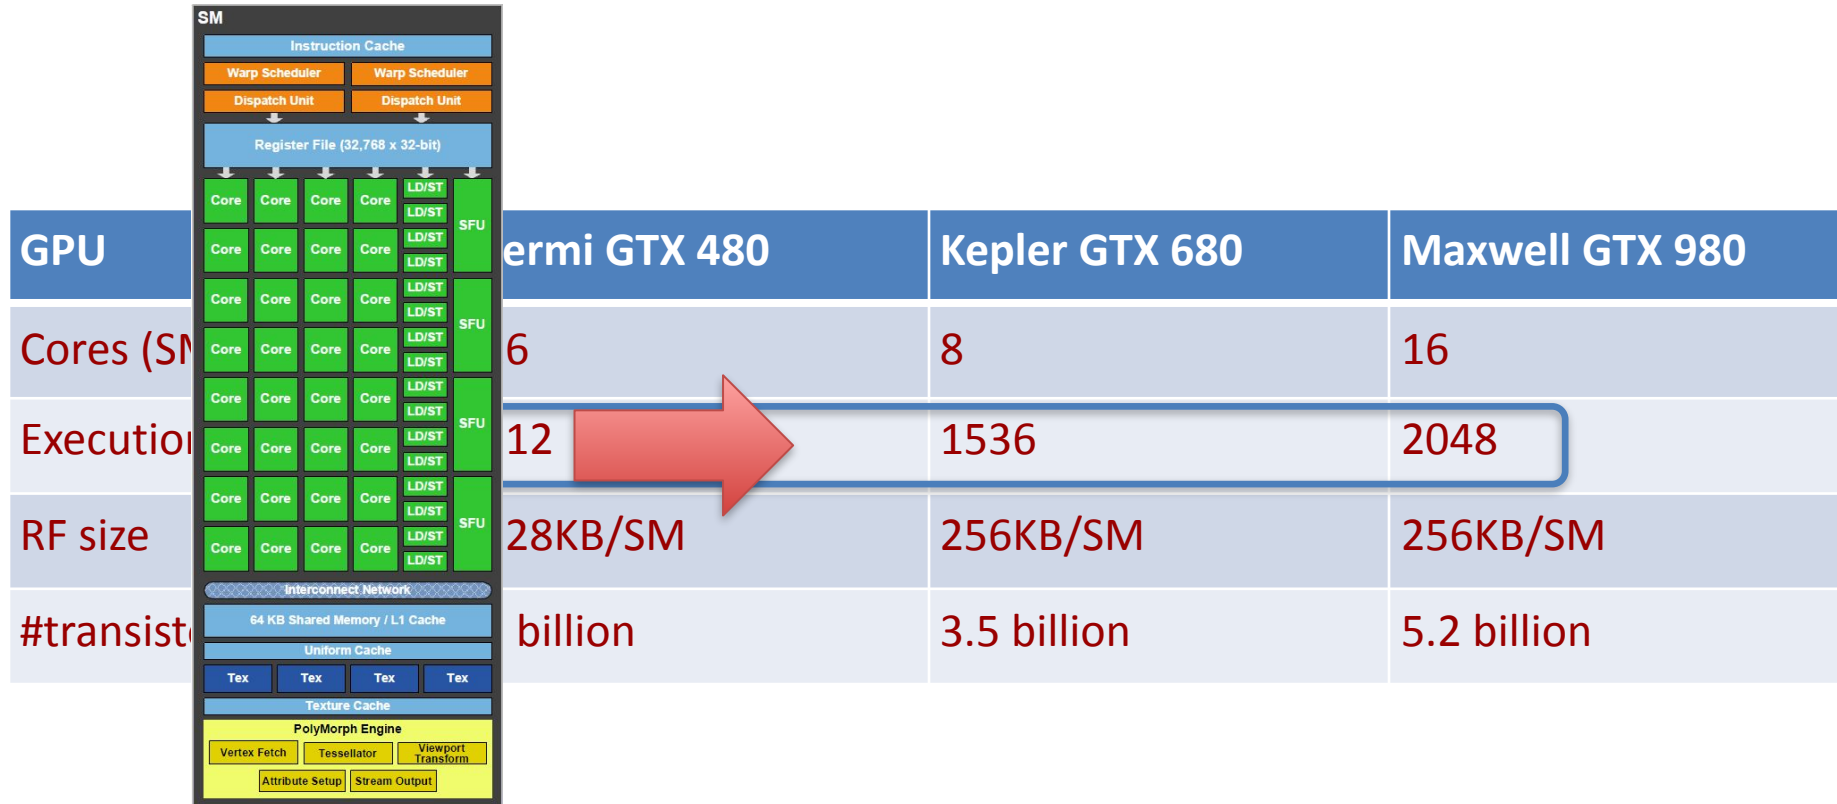 SM
Instruction Cache
Warp Scheduler Warp Scheduler
Dispatch Unit Dispatch Unit
Register File (32,768 x 32-bit)
Core Core Core Core LD/ST LD/ST SFU
Core Core Core Core LD/ST LD/ST
Core Core Core Core LD/ST LD/ST SFU
Core Core Core Core LD/ST LD/ST
Core Core Core Core LD/ST LD/ST SFU
Core Core Core Core LD/ST LD/ST
Core Core Core Core LD/ST LD/ST SFU
Core Core Core Core LD/ST LD/ST
Interconnect Network
64 KB Shared Memory / L1 Cache
Uniform Cache
Tex Tex Tex Tex
Texture Cache
PolyMorph Engine
Vertex Fetch Tessellator Viewport Transform
Attribute Setup Stream Output
GPU ermi GTX 480 Kepler GTX 680 Maxwell GTX 980
Cores (SM 6 8 16
Execution 12 1536 2048
RF size 28KB/SM 256KB/SM 256KB/SM
#transist billion 3.5 billion 5.2 billion